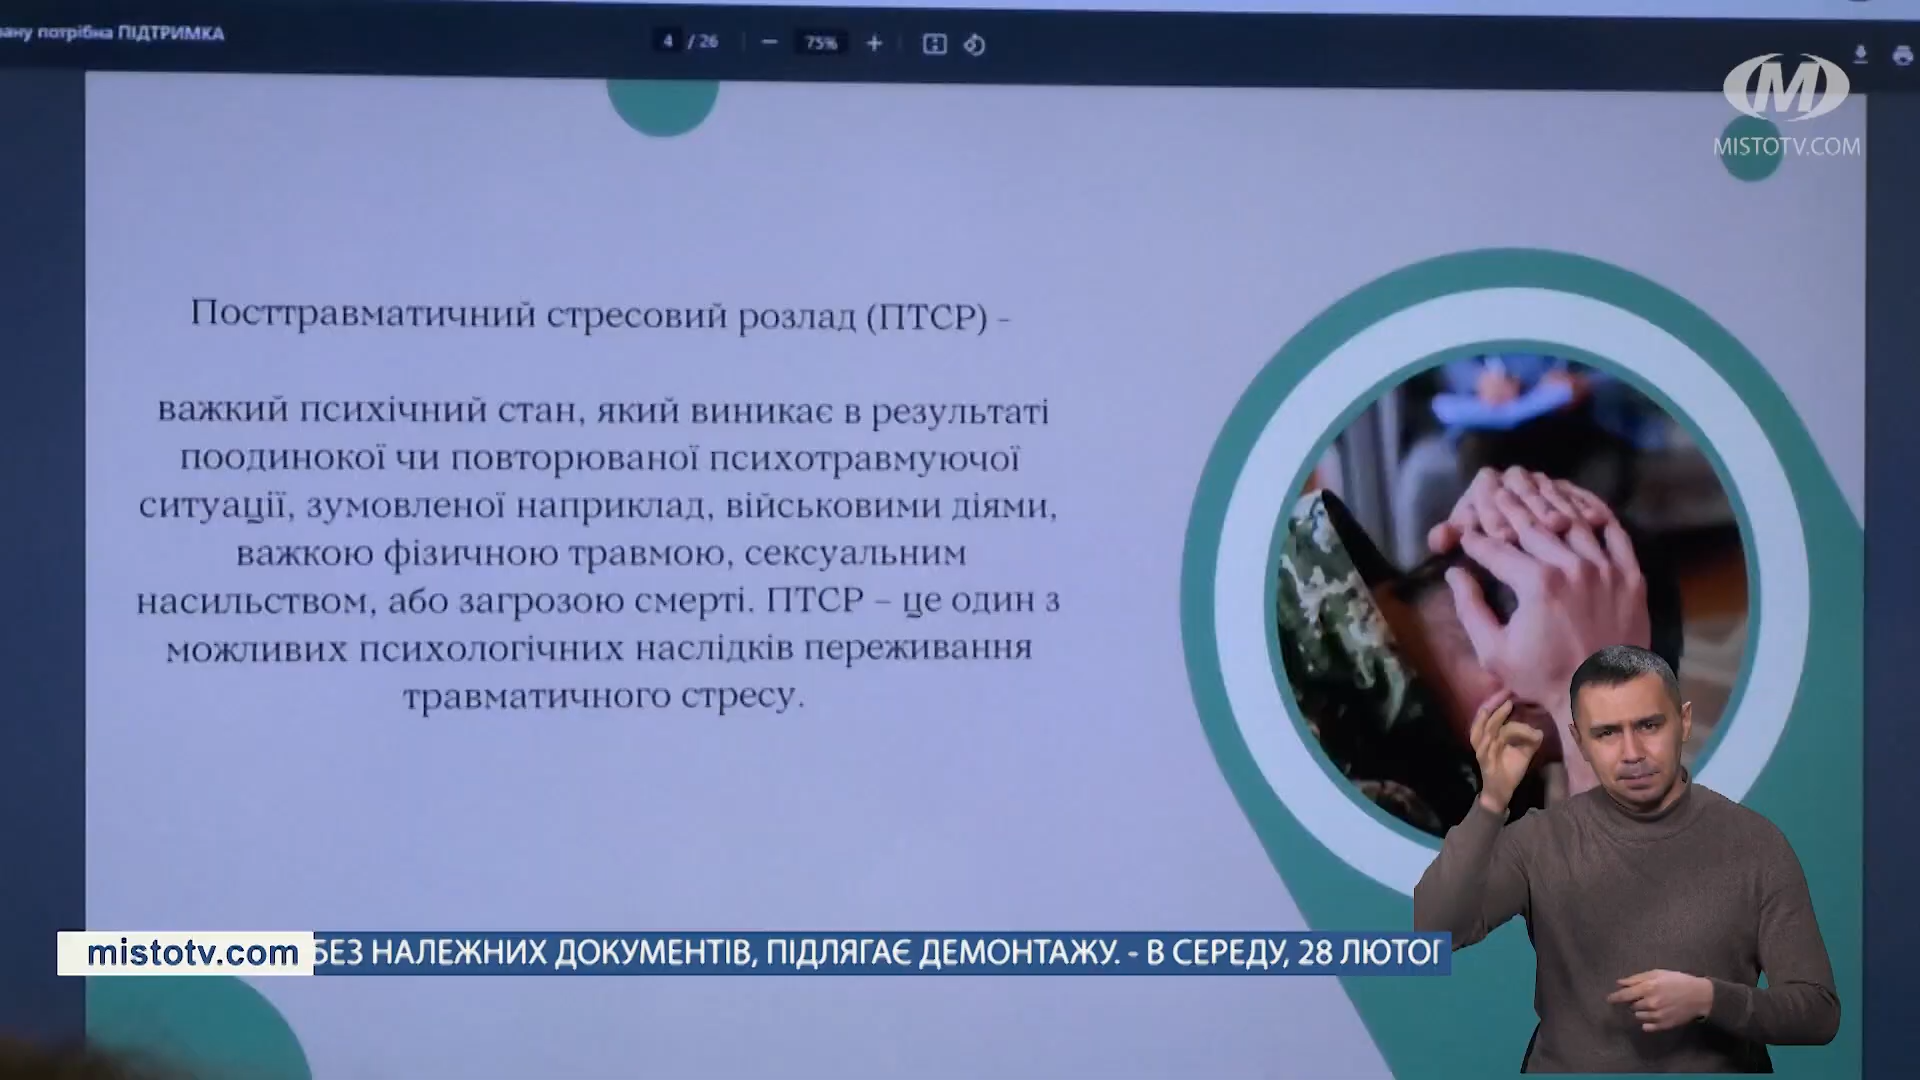 потрібна ПІДТРИМКА
4 / 26
75%
MISTOTV.COM
Посттравматичний стресовий розлад (ПТСР) -
важкий психічний стан, який виникає в результаті
поодинокої чи повторюваної психотравмуючої
ситуації, зумовленої наприклад, військовими діями,
важкою фізичною травмою, сексуальним
насильством, або загрозою смерті. ПТСР – це один з
можливих психологічних наслідків переживання
травматичного стресу.
mistotv.com БЕЗ НАЛЕЖНИХ ДОКУМЕНТІВ, ПІДЛЯГАЄ ДЕМОНТАЖУ. - В СЕРЕДУ, 28 ЛЮТОГ